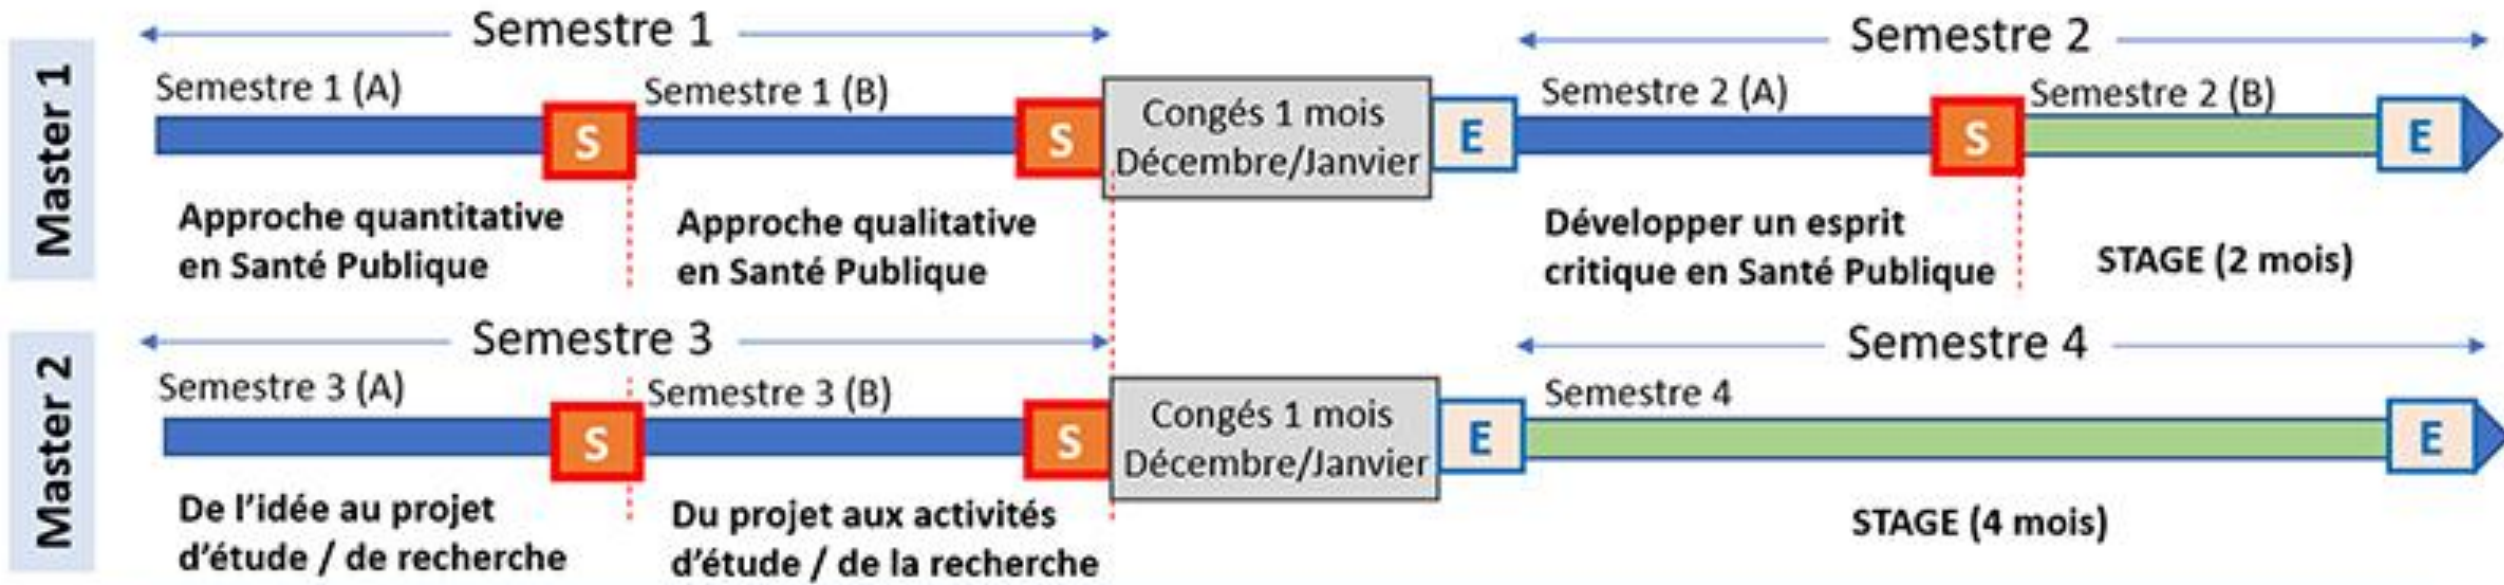 Master 1
Semestre 1
Semestre 2
Semestre 1 (A)
S
Semestre 1 (B)
S
Congés 1 mois
Décembre/Janvier
E
Semestre 2 (A)
S
Semestre 2 (B)
E
Approche quantitative
en Santé Publique
Approche qualitative
en Santé Publique
Développer un esprit
critique en Santé Publique
STAGE (2 mois)
Master 2
Semestre 3
Semestre 4
Semestre 3 (A)
S
Semestre 3 (B)
S
Congés 1 mois
Décembre/Janvier
E
Semestre 4
E
De l’idée au projet
d’étude / de recherche
Du projet aux activités
d’étude / de la recherche
STAGE (4 mois)